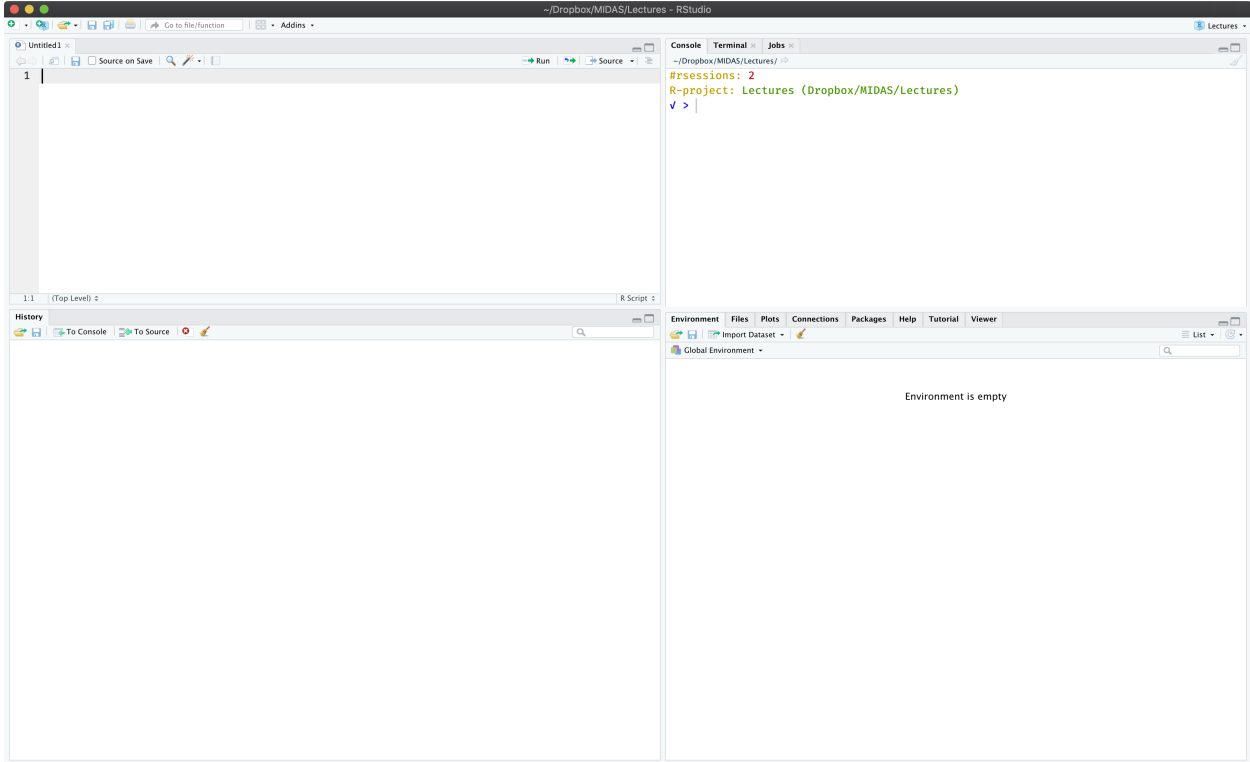 ~/Dropbox/MIDAS/Lectures - RStudio
Go to file/function Addins Lectures
Untitled1
Source on Save Run Source
1
1:1 (Top Level) R Script
History
To Console To Source
Console Terminal Jobs
~/Dropbox/MIDAS/Lectures/
#rsessions: 2
R-project: Lectures (Dropbox/MIDAS/Lectures)
√ >
Environment Files Plots Connections Packages Help Tutorial Viewer
Import Dataset List
Global Environment
Environment is empty